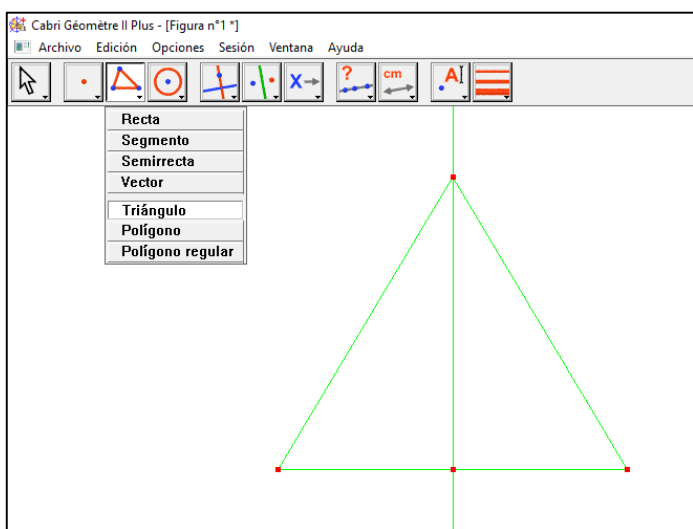 Cabri Géomètre II Plus - [Figura n°1 *]
Archivo Edición Opciones Sesión Ventana Ayuda
X ? cm A
Recta
Segmento
Semirrecta
Vector
Triángulo
Polígono
Polígono regular